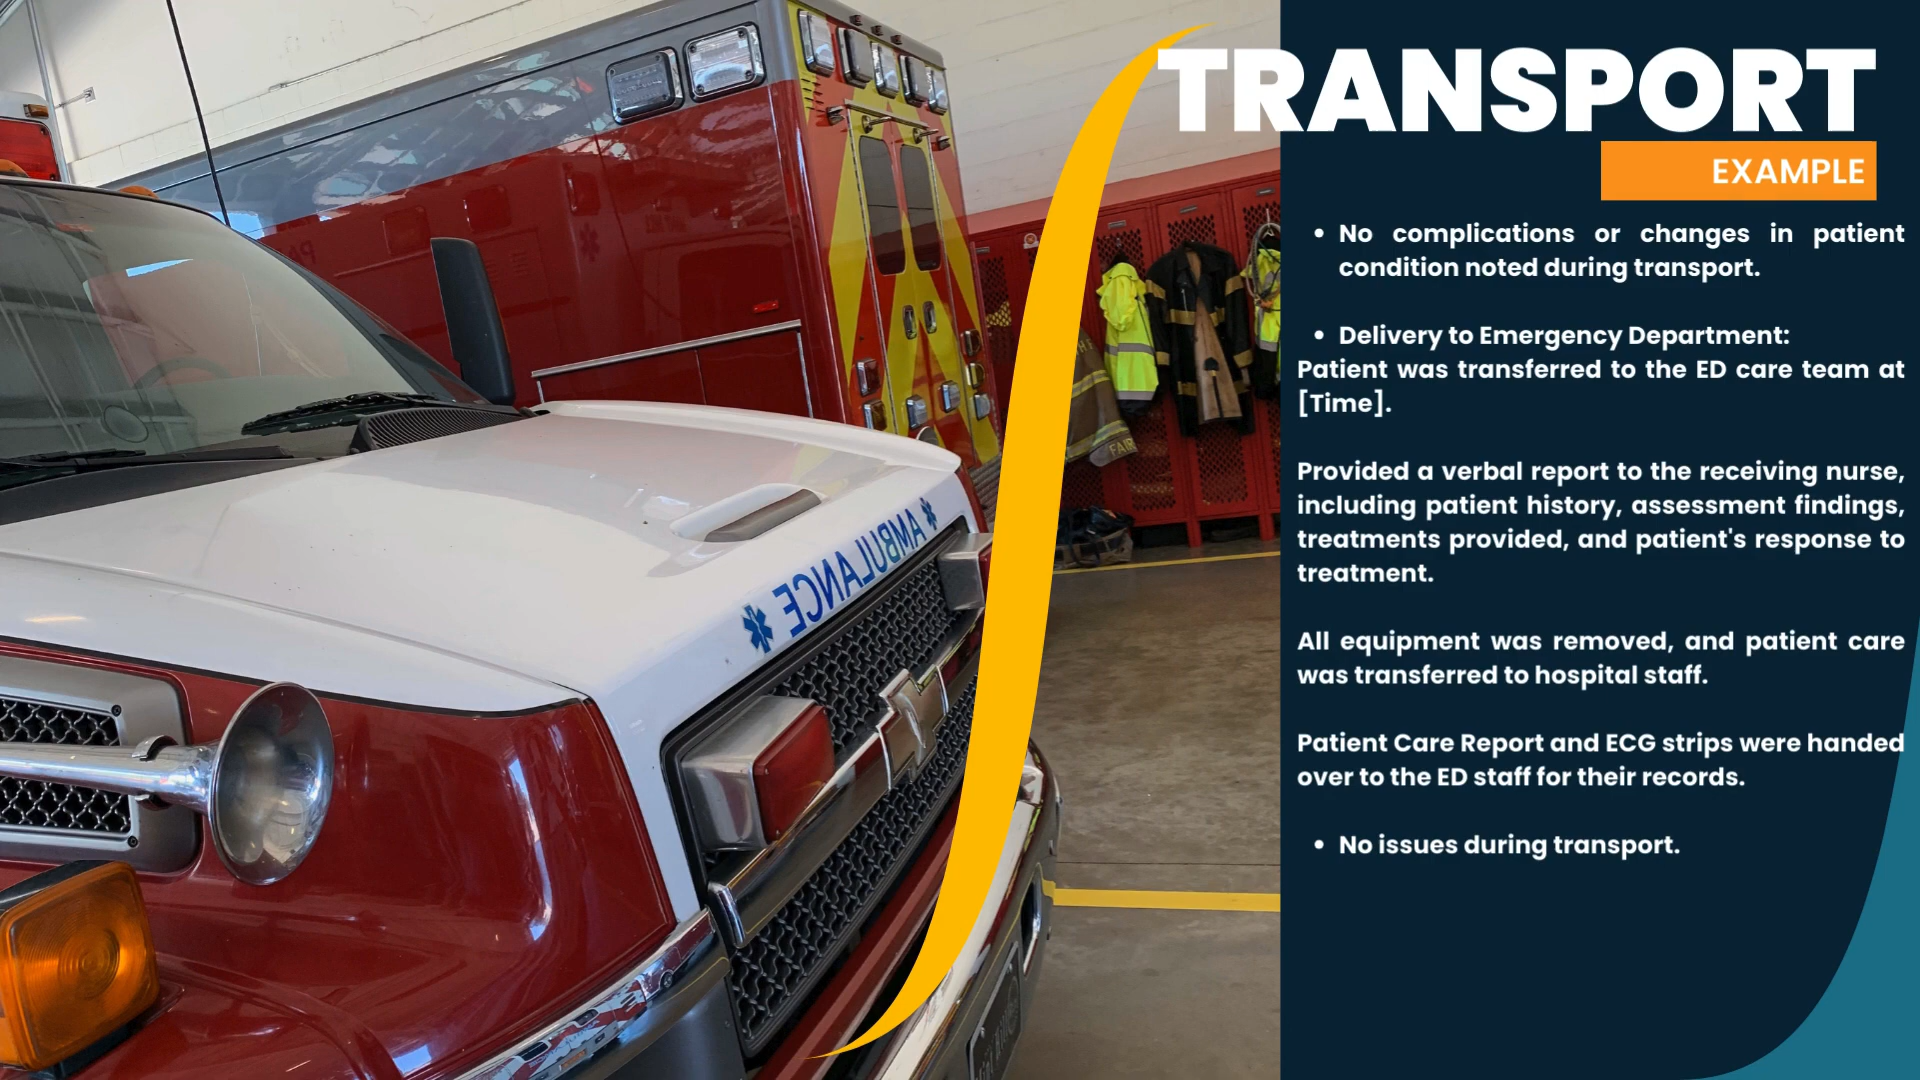 TRANSPORT
EXAMPLE
• No complications or changes in patient
condition noted during transport.
• Delivery to Emergency Department:
Patient was transferred to the ED care team at
[Time].
Provided a verbal report to the receiving nurse,
including patient history, assessment findings,
treatments provided, and patient's response to
treatment.
All equipment was removed, and patient care
was transferred to hospital staff.
Patient Care Report and ECG strips were handed
over to the ED staff for their records.
• No issues during transport.
AMBULANCE
FAIR